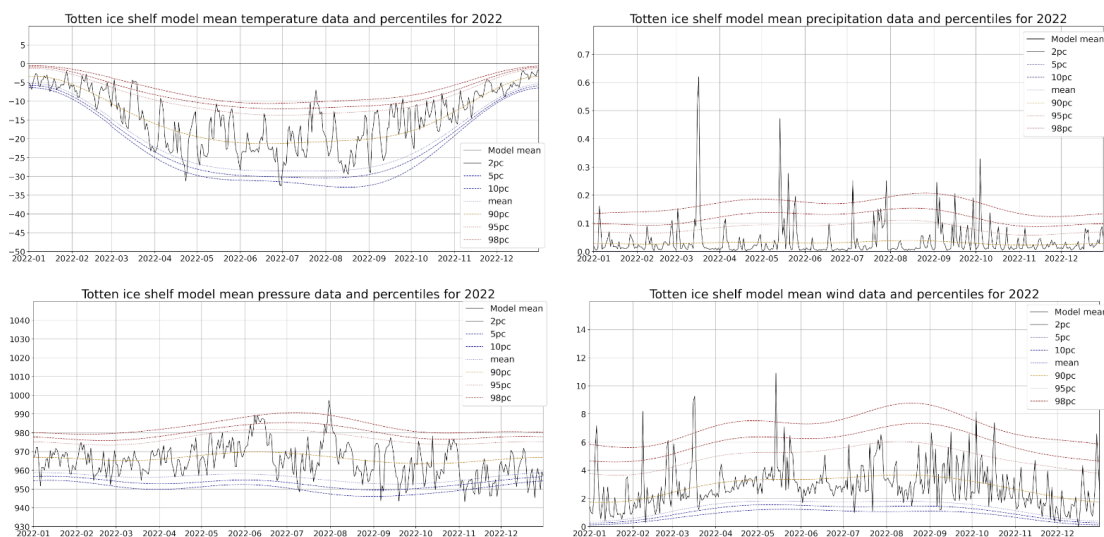 Totten ice shelf model mean temperature data and percentiles for 2022
5
0
−5
−10
−15
−20
−25
−30
−35
−40
−45
−50
2022-01 2022-02 2022-03 2022-04 2022-05 2022-06 2022-07 2022-08 2022-09 2022-10 2022-11 2022-12
Model mean
2pc
5pc
10pc
mean
90pc
95pc
98pc
Totten ice shelf model mean precipitation data and percentiles for 2022
0.7
0.6
0.5
0.4
0.3
0.2
0.1
0.0
2022-01 2022-02 2022-03 2022-04 2022-05 2022-06 2022-07 2022-08 2022-09 2022-10 2022-11 2022-12
Model mean
2pc
5pc
10pc
mean
90pc
95pc
98pc
Totten ice shelf model mean pressure data and percentiles for 2022
1040
1030
1020
1010
1000
990
980
970
960
950
940
930
2022-01 2022-02 2022-03 2022-04 2022-05 2022-06 2022-07 2022-08 2022-09 2022-10 2022-11 2022-12
Model mean
2pc
5pc
10pc
mean
90pc
95pc
98pc
Totten ice shelf model mean wind data and percentiles for 2022
14
12
10
8
6
4
2
0
2022-01 2022-02 2022-03 2022-04 2022-05 2022-06 2022-07 2022-08 2022-09 2022-10 2022-11 2022-12
Model mean
2pc
5pc
10pc
mean
90pc
95pc
98pc